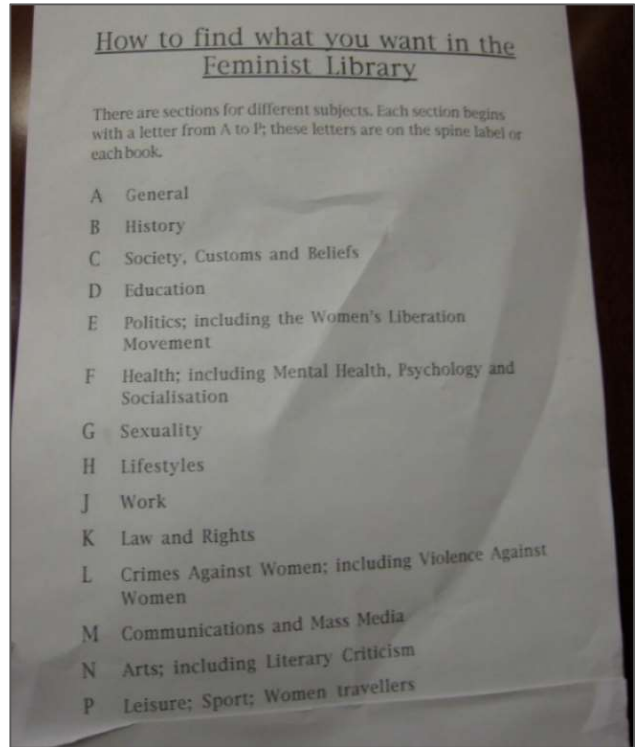 How to find what you want in the
Feminist Library
There are sections for different subjects. Each section begins
with a letter from A to P; these letters are on the spine label or
each book.
A General
B History
C Society, Customs and Beliefs
D Education
E Politics; including the Women's Liberation
Movement
F Health; including Mental Health, Psychology and
Socialisation
G Sexuality
H Lifestyles
J Work
K Law and Rights
L Crimes Against Women; including Violence Against
Women
M Communications and Mass Media
N Arts; including Literary Criticism
P Leisure; Sport; Women travellers